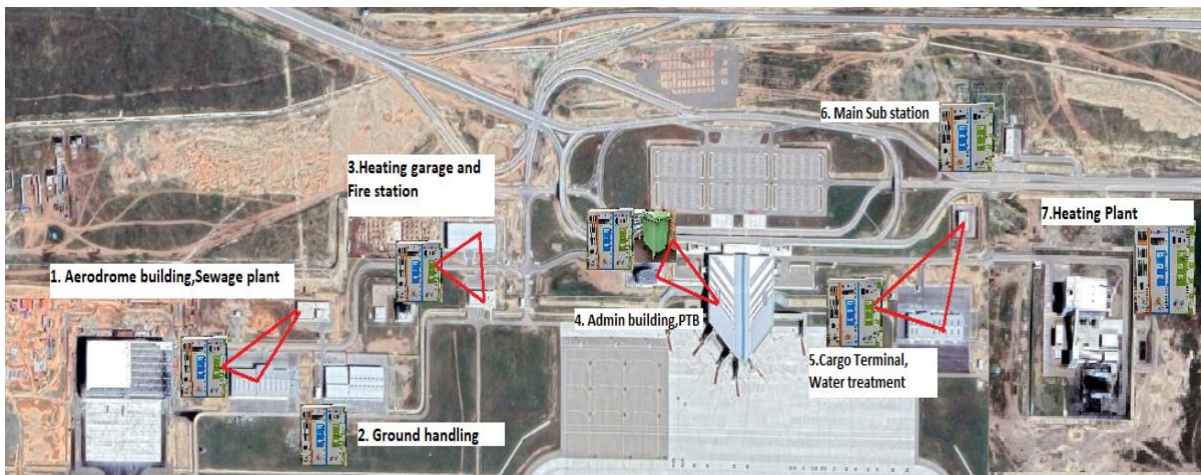 6. Main Sub station
3.Heating garage and
Fire station
7.Heating Plant
1. Aerodrome building,Sewage plant
4. Admin building,PTB
5.Cargo Terminal,
Water treatment
2. Ground handling